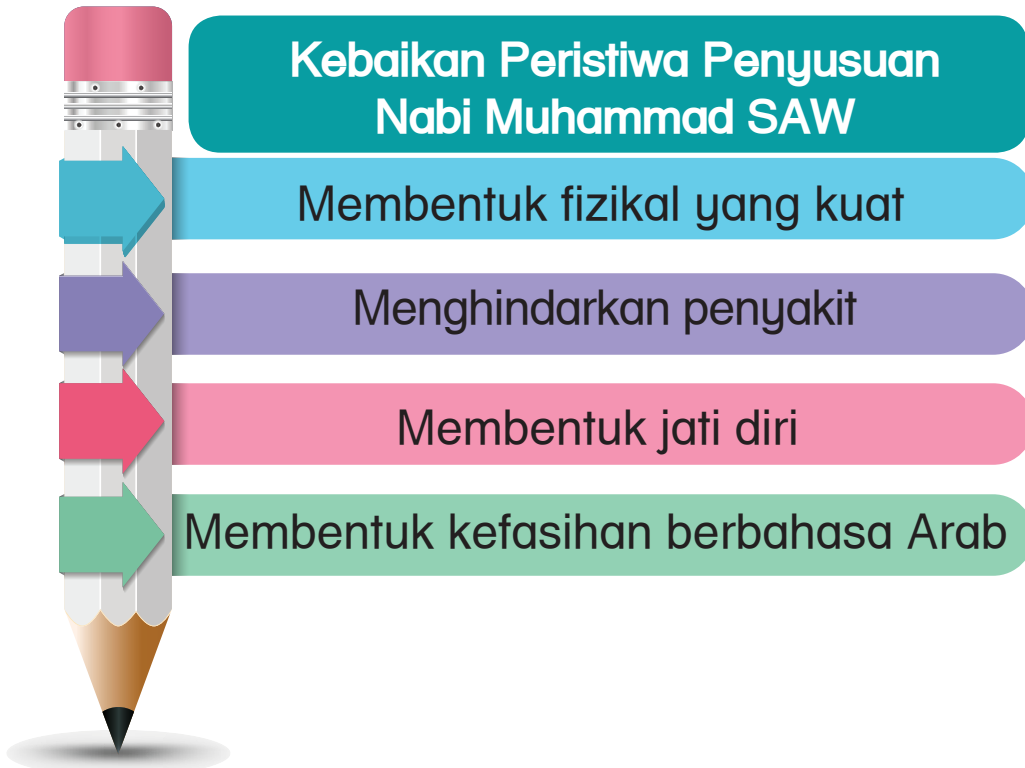 Kebaikan Peristiwa Penyusuan
Nabi Muhammad SAW
Membentuk fizikal yang kuat
Menghindarkan penyakit
Membentuk jati diri
Membentuk kefasihan berbahasa Arab